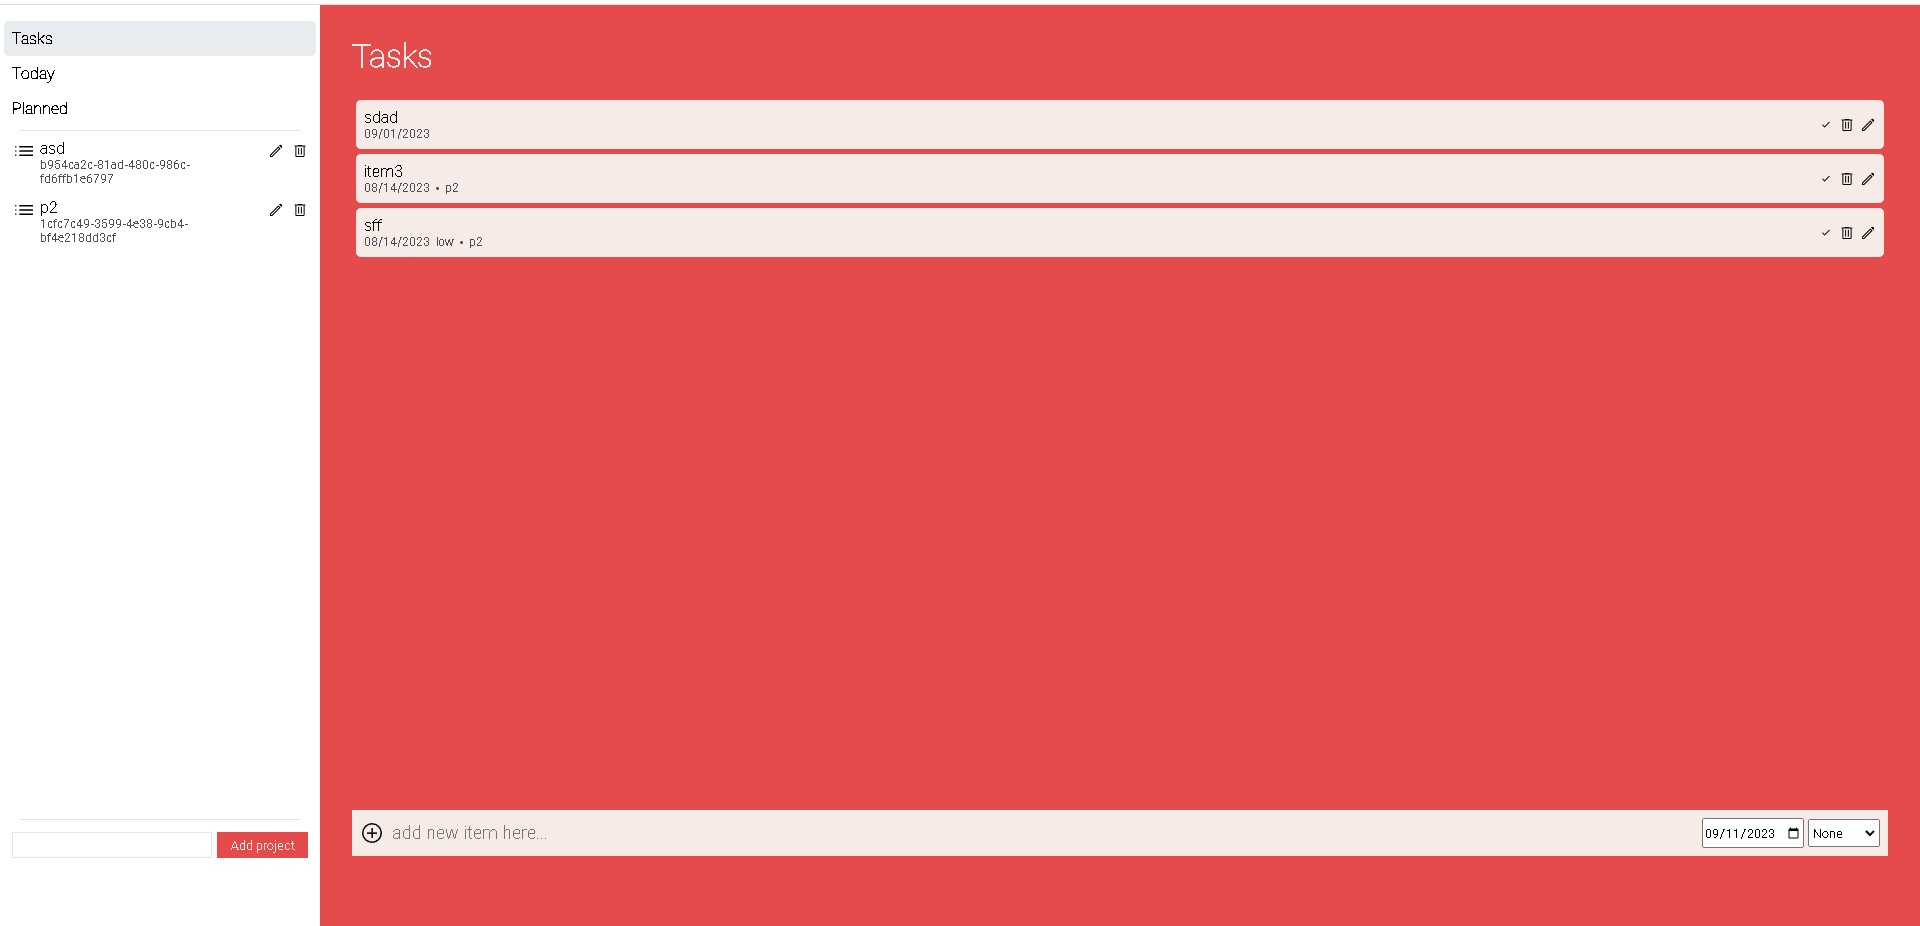 Tasks
Today
Planned
asd
b954ca2c-81ad-480c-986c-
fd6ffb1e6797
p2
1cfc7c49-3599-4e38-9cb4-
bf4e218dd3cf
Add project
Tasks
sdad
09/01/2023
item3
08/14/2023 • p2
sff
08/14/2023 low • p2
add new item here...
09/11/2023
None